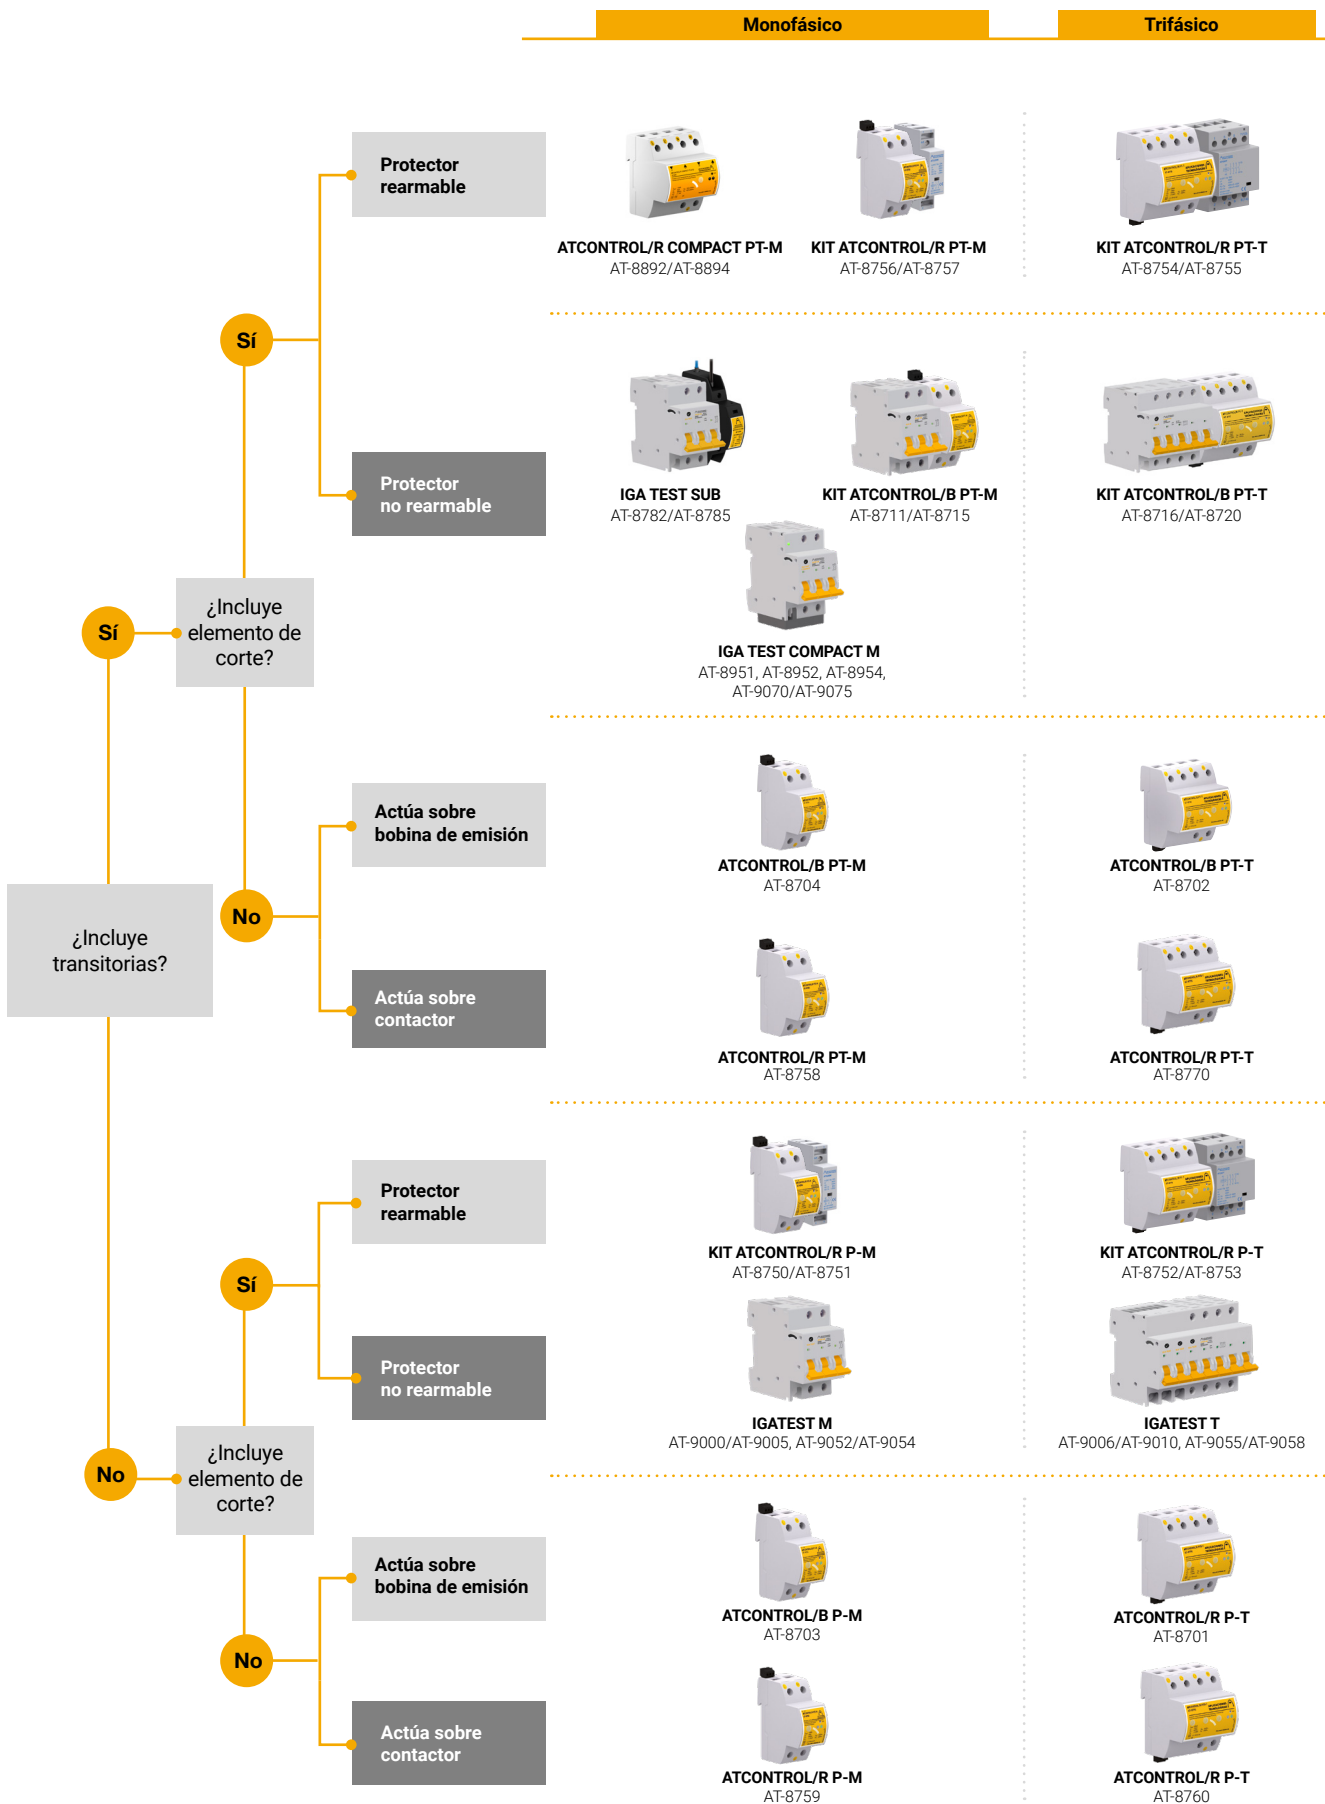 Monofásico
Trifásico
Protector
rearmable
ATCONTROL/R COMPACT PT-M
AT-8892/AT-8894
KIT ATCONTROL/R PT-M
AT-8756/AT-8757
KIT ATCONTROL/R PT-T
AT-8754/AT-8755
Sí
Protector
no rearmable
IGA TEST SUB
AT-8782/AT-8785
KIT ATCONTROL/B PT-M
AT-8711/AT-8715
KIT ATCONTROL/B PT-T
AT-8716/AT-8720
IGA TEST COMPACT M
AT-8951, AT-8952, AT-8954,
AT-9070/AT-9075
Sí
¿Incluye
elemento de
corte?
Actúa sobre
bobina de emisión
ATCONTROL/B PT-M
AT-8704
ATCONTROL/B PT-T
AT-8702
No
¿Incluye
transitorias?
Actúa sobre
contactor
ATCONTROL/R PT-M
AT-8758
ATCONTROL/R PT-T
AT-8770
Protector
rearmable
KIT ATCONTROL/R P-M
AT-8750/AT-8751
KIT ATCONTROL/R P-T
AT-8752/AT-8753
Sí
Protector
no rearmable
IGATEST M
AT-9000/AT-9005, AT-9052/AT-9054
IGATEST T
AT-9006/AT-9010, AT-9055/AT-9058
No
¿Incluye
elemento de
corte?
Actúa sobre
bobina de emisión
ATCONTROL/B P-M
AT-8703
ATCONTROL/R P-T
AT-8701
No
Actúa sobre
contactor
ATCONTROL/R P-M
AT-8759
ATCONTROL/R P-T
AT-8760